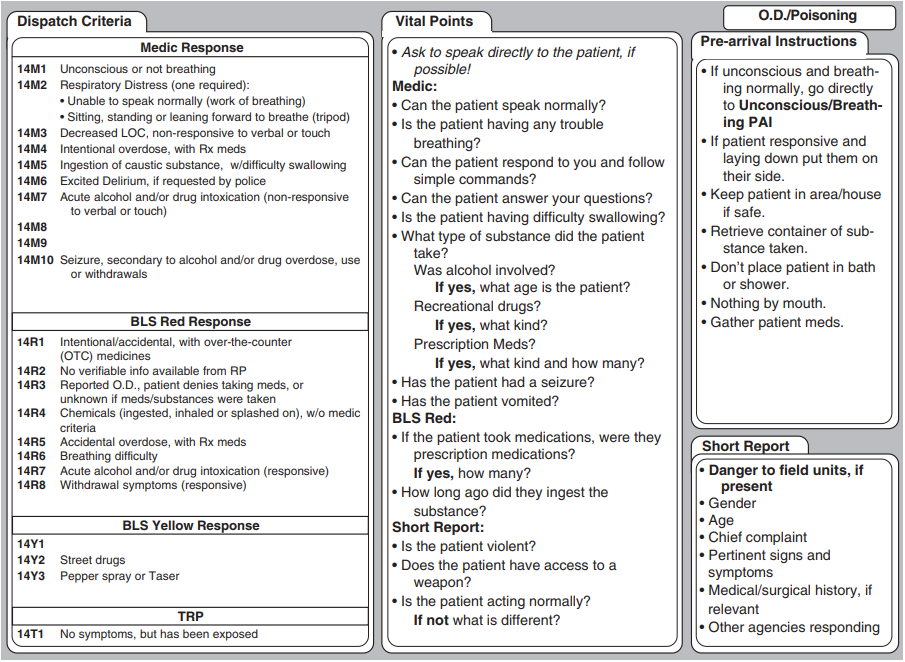 Dispatch Criteria
Medic Response
14M1 Unconscious or not breathing
14M2 Respiratory Distress (one required):
• Unable to speak normally (work of breathing)
• Sitting, standing or leaning forward to breathe (tripod)
14M3 Decreased LOC, non-responsive to verbal or touch
14M4 Intentional overdose, with Rx meds
14M5 Ingestion of caustic substance, w/difficulty swallowing
14M6 Excited Delirium, if requested by police
14M7 Acute alcohol and/or drug intoxication (non-responsive
to verbal or touch)
14M8
14M9
14M10 Seizure, secondary to alcohol and/or drug overdose, use
or withdrawals
BLS Red Response
14R1 Intentional/accidental, with over-the-counter
(OTC) medicines
14R2 No verifiable info available from RP
14R3 Reported O.D., patient denies taking meds, or
unknown if meds/substances were taken
14R4 Chemicals (ingested, inhaled or splashed on), w/o medic
criteria
14R5 Accidental overdose, with Rx meds
14R6 Breathing difficulty
14R7 Acute alcohol and/or drug intoxication (responsive)
14R8 Withdrawal symptoms (responsive)
BLS Yellow Response
14Y1
14Y2 Street drugs
14Y3 Pepper spray or Taser
TRP
14T1 No symptoms, but has been exposed
Vital Points
• Ask to speak directly to the patient, if
possible!
Medic:
• Can the patient speak normally?
• Is the patient having any trouble
breathing?
• Can the patient respond to you and follow
simple commands?
• Can the patient answer your questions?
• Is the patient having difficulty swallowing?
• What type of substance did the patient
take?
Was alcohol involved?
If yes, what age is the patient?
Recreational drugs?
If yes, what kind?
Prescription Meds?
If yes, what kind and how many?
• Has the patient had a seizure?
• Has the patient vomited?
BLS Red:
• If the patient took medications, were they
prescription medications?
If yes, how many?
• How long ago did they ingest the
substance?
Short Report:
• Is the patient violent?
• Does the patient have access to a
weapon?
• Is the patient acting normally?
If not what is different?
O.D./Poisoning
Pre-arrival Instructions
• If unconscious and breath-
ing normally, go directly
to Unconscious/Breath-
ing PAI
• If patient responsive and
laying down put them on
their side.
• Keep patient in area/house
if safe.
• Retrieve container of sub-
stance taken.
• Don't place patient in bath
or shower.
• Nothing by mouth.
• Gather patient meds.
Short Report
• Danger to field units, if
present
• Gender
• Age
• Chief complaint
• Pertinent signs and
symptoms
• Medical/surgical history, if
relevant
• Other agencies responding